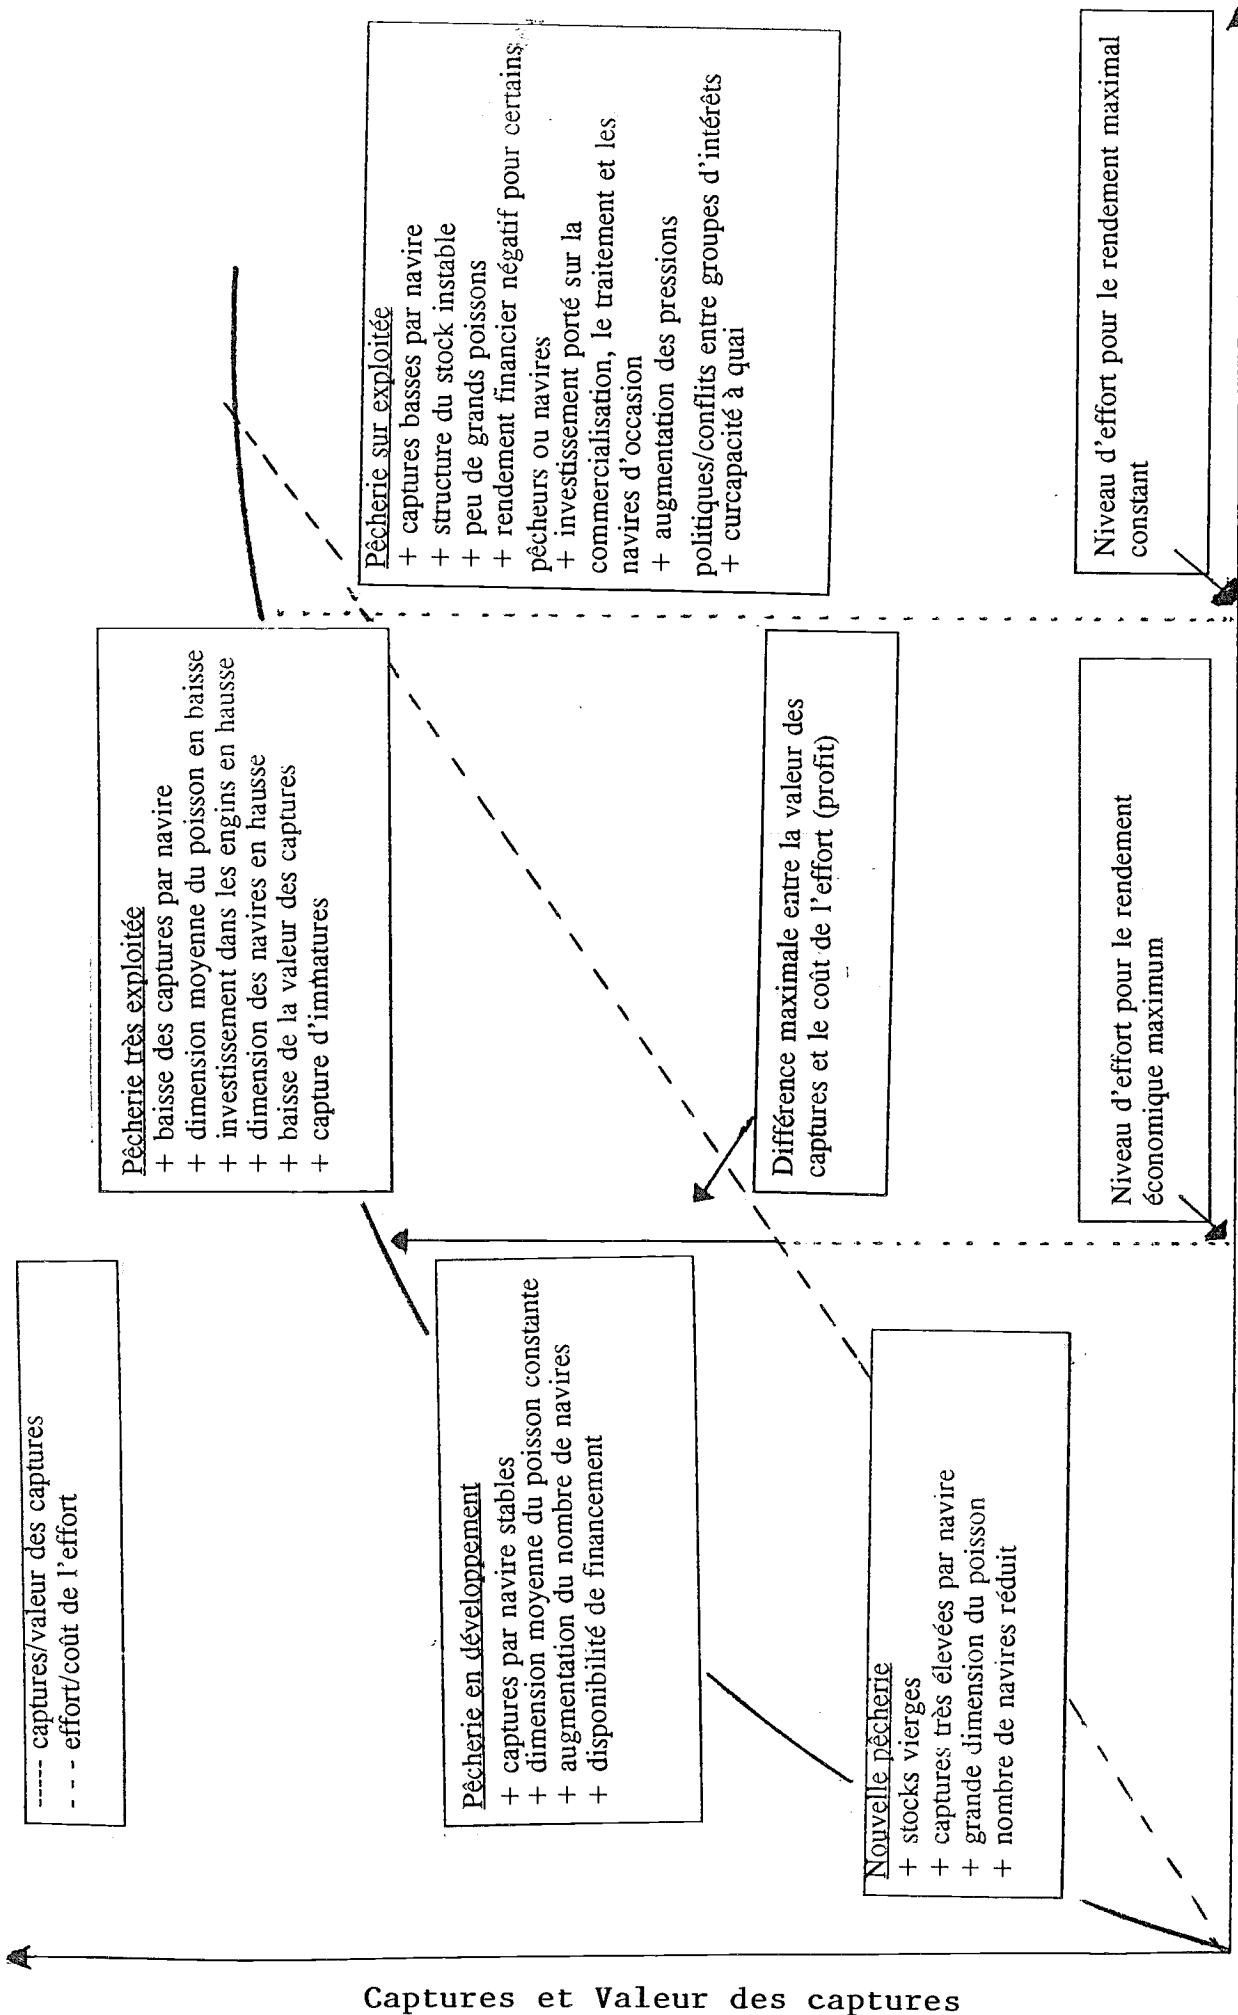 ----- captures/valeur des captures
- - - effort/coût de l'effort
Pêcherie très exploitée
+ baisse des captures par navire
+ dimension moyenne du poisson en baisse
+ investissement dans les engins en hausse
+ dimension des navires en hausse
+ baisse de la valeur des captures
+ capture d'immatures
Pêcherie sur exploitée
+ captures basses par navire
+ structure du stock instable
+ peu de grands poissons
+ rendement financier négatif pour certains
pêcheurs ou navires
+ investissement porté sur la
commercialisation, le traitement et les
navires d'occasion
+ augmentation des pressions
politiques/conflits entre groupes d'intérêts
+ curcapacité à quai
Pêcherie en développement
+ captures par navire stables
+ dimension moyenne du poisson constante
+ augmentation du nombre de navires
+ disponibilité de financement
Différence maximale entre la valeur des
captures et le coût de l'effort (profit)
Nouvelle pêcherie
+ stocks vierges
+ captures très élevées par navire
+ grande dimension du poisson
+ nombre de navires réduit
Niveau d'effort pour le rendement
économique maximum
Niveau d'effort pour le rendement maximal
constant
Captures et Valeur des captures